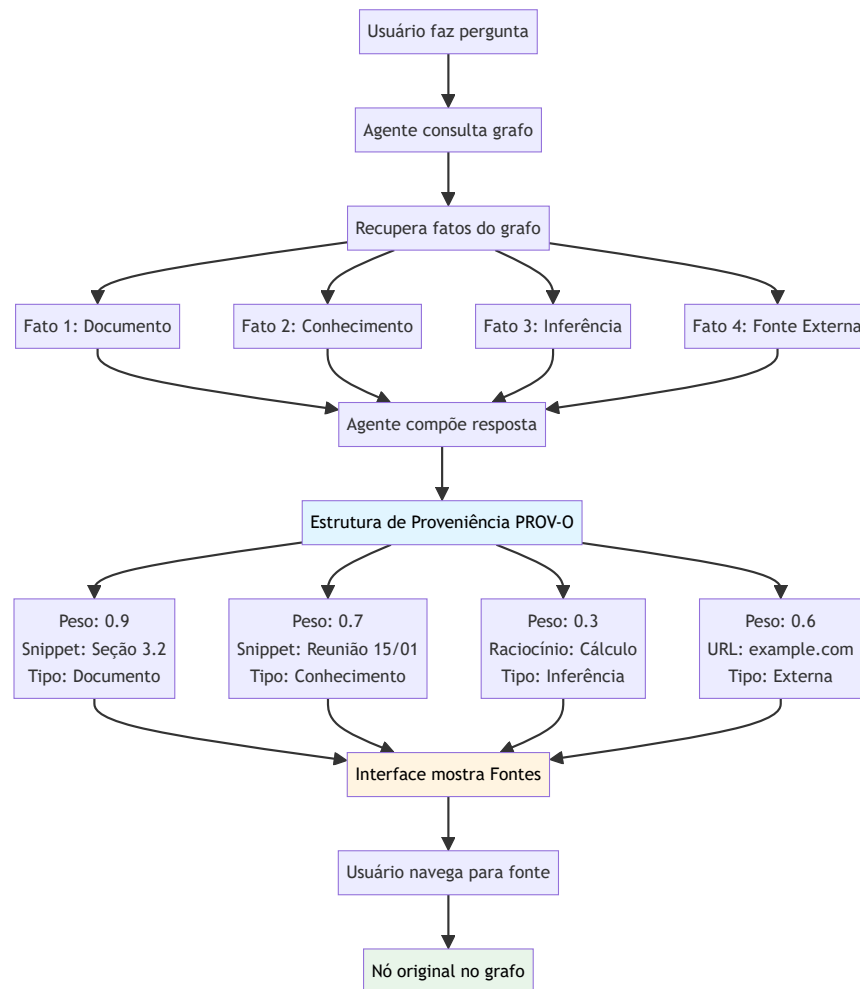 Usuário faz pergunta
Agente consulta grafo
Recupera fatos do grafo
Fato 1: Documento
Fato 2: Conhecimento
Fato 3: Inferência
Fato 4: Fonte Externa
Agente compõe resposta
Estrutura de Proveniência PROV-O
Peso: 0.9
Snippet: Seção 3.2
Tipo: Documento
Peso: 0.7
Snippet: Reunião 15/01
Tipo: Conhecimento
Peso: 0.3
Raciocínio: Cálculo
Tipo: Inferência
Peso: 0.6
URL: example.com
Tipo: Externa
Interface mostra Fontes
Usuário navega para fonte
Nó original no grafo